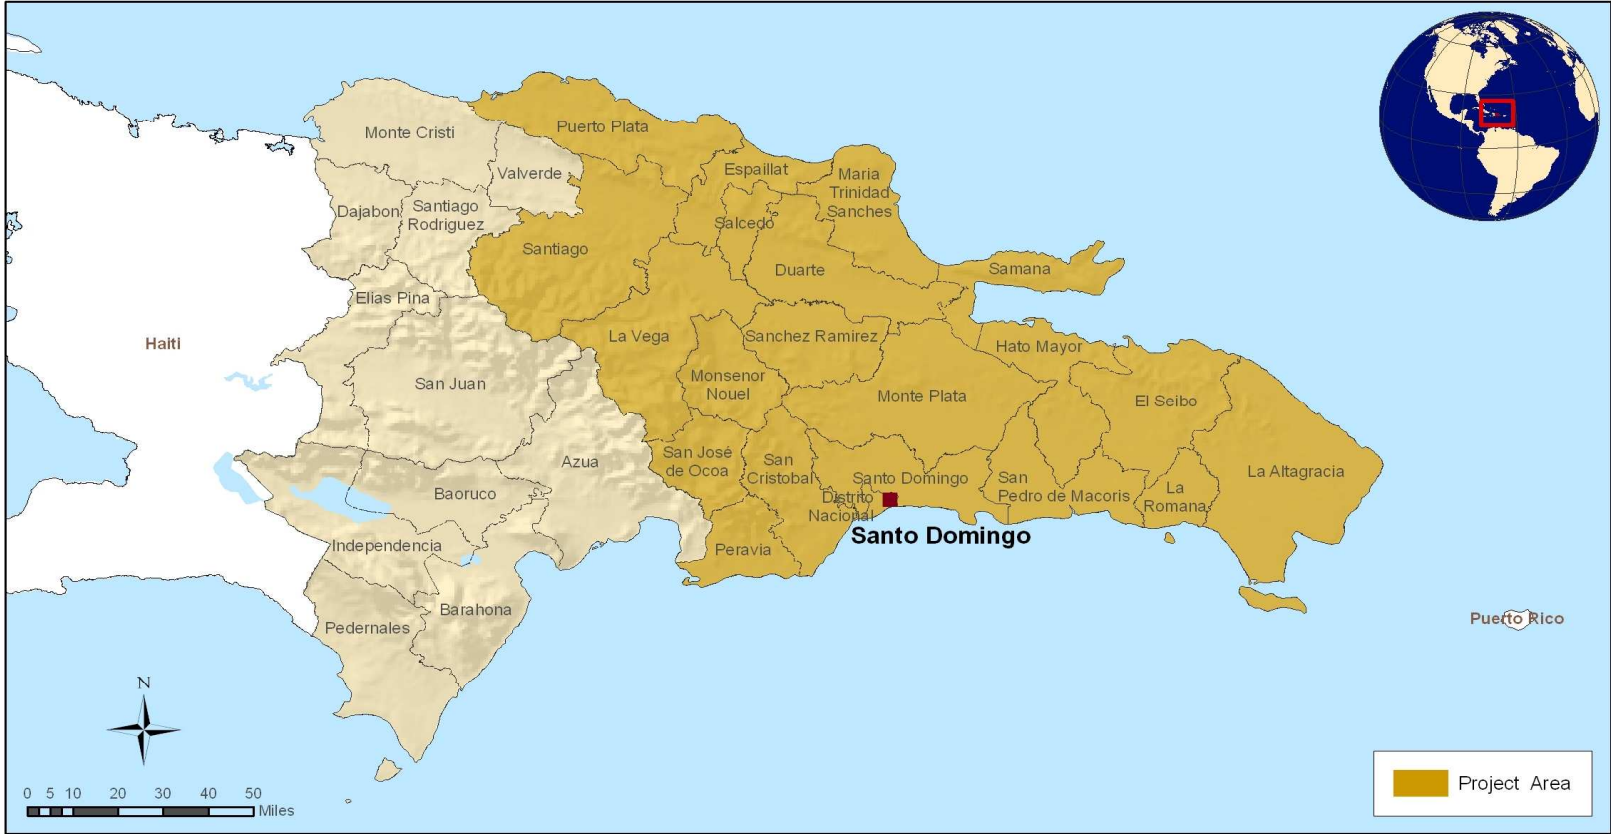 Monte Cristi
Puerto Plata
Valverde
Espaillat
Maria
Trinidad
Sanches
Dajabon
Santiago
Rodriguez
Salcedo
Santiago
Duarte
Samana
Elias Pina
Haiti
La Vega
Sanchez Ramirez
Hato Mayor
San Juan
Monsenor
Nouel
Monte Plata
El Seibo
Azua
San José
de Ocoa
San
Cristobal
Santo Domingo
San
Pedro de Macoris
La
Romana
La Altagracia
Baoruco
Distrito
Nacional
Santo Domingo
Independencia
Peravia
Barahona
Pedernales
Puerto Rico
N
0 5 10 20 30 40 50
Miles
Project Area